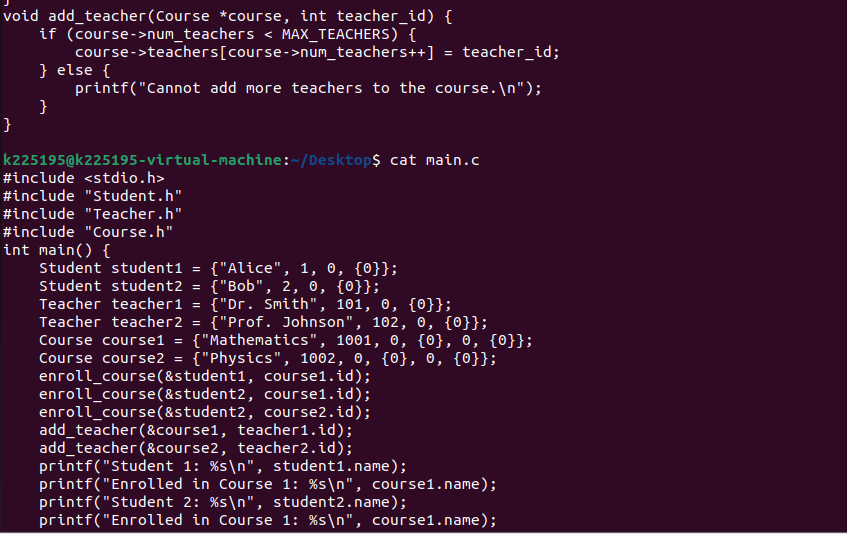 }
void add_teacher(Course *course, int teacher_id) {
    if (course->num_teachers < MAX_TEACHERS) {
        course->teachers[course->num_teachers++] = teacher_id;
    } else {
        printf("Cannot add more teachers to the course.\n");
    }
}

k225195@k225195-virtual-machine:~/Desktop$ cat main.c
#include <stdio.h>
#include "Student.h"
#include "Teacher.h"
#include "Course.h"
int main() {
    Student student1 = {"Alice", 1, 0, {0}};
    Student student2 = {"Bob", 2, 0, {0}};
    Teacher teacher1 = {"Dr. Smith", 101, 0, {0}};
    Teacher teacher2 = {"Prof. Johnson", 102, 0, {0}};
    Course course1 = {"Mathematics", 1001, 0, {0}, 0, {0}};
    Course course2 = {"Physics", 1002, 0, {0}, 0, {0}};
    enroll_course(&student1, course1.id);
    enroll_course(&student2, course1.id);
    enroll_course(&student2, course2.id);
    add_teacher(&course1, teacher1.id);
    add_teacher(&course2, teacher2.id);
    printf("Student 1: %s\n", student1.name);
    printf("Enrolled in Course 1: %s\n", course1.name);
    printf("Student 2: %s\n", student2.name);
    printf("Enrolled in Course 1: %s\n", course1.name);